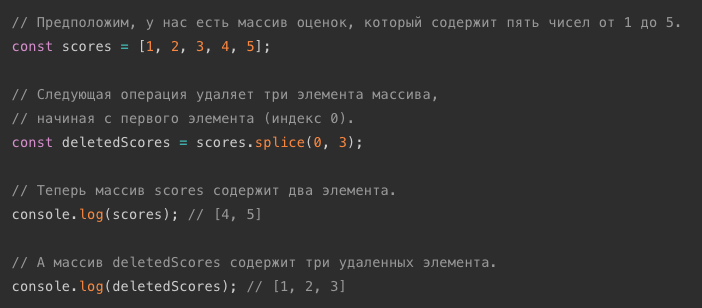 // Предположим, у нас есть массив оценок, который содержит пять чисел от 1 до 5.
const scores = [1, 2, 3, 4, 5];
// Следующая операция удаляет три элемента массива,
// начиная с первого элемента (индекс 0).
const deletedScores = scores.splice(0, 3);
// Теперь массив scores содержит два элемента.
console.log(scores); // [4, 5]
// А массив deletedScores содержит три удаленных элемента.
console.log(deletedScores); // [1, 2, 3]